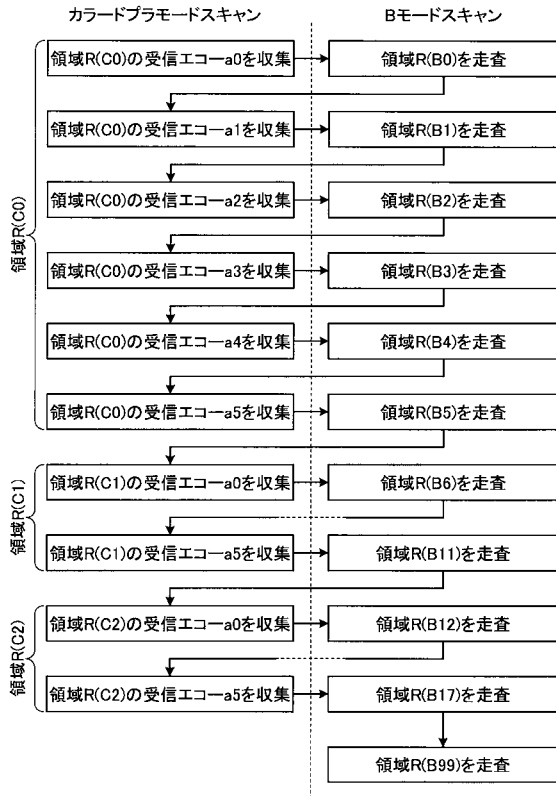 カラードプラモードスキャン
Bモードスキャン
領域R(C0)
領域R(C0)の受信エコーa0を収集
領域R(B0)を走査
領域R(C0)の受信エコーa1を収集
領域R(B1)を走査
領域R(C0)の受信エコーa2を収集
領域R(B2)を走査
領域R(C0)の受信エコーa3を収集
領域R(B3)を走査
領域R(C0)の受信エコーa4を収集
領域R(B4)を走査
領域R(C0)の受信エコーa5を収集
領域R(B5)を走査
領域R(C1)
領域R(C1)の受信エコーa0を収集
領域R(B6)を走査
領域R(C1)の受信エコーa5を収集
領域R(B11)を走査
領域R(C2)
領域R(C2)の受信エコーa0を収集
領域R(B12)を走査
領域R(C2)の受信エコーa5を収集
領域R(B17)を走査
領域R(B99)を走査